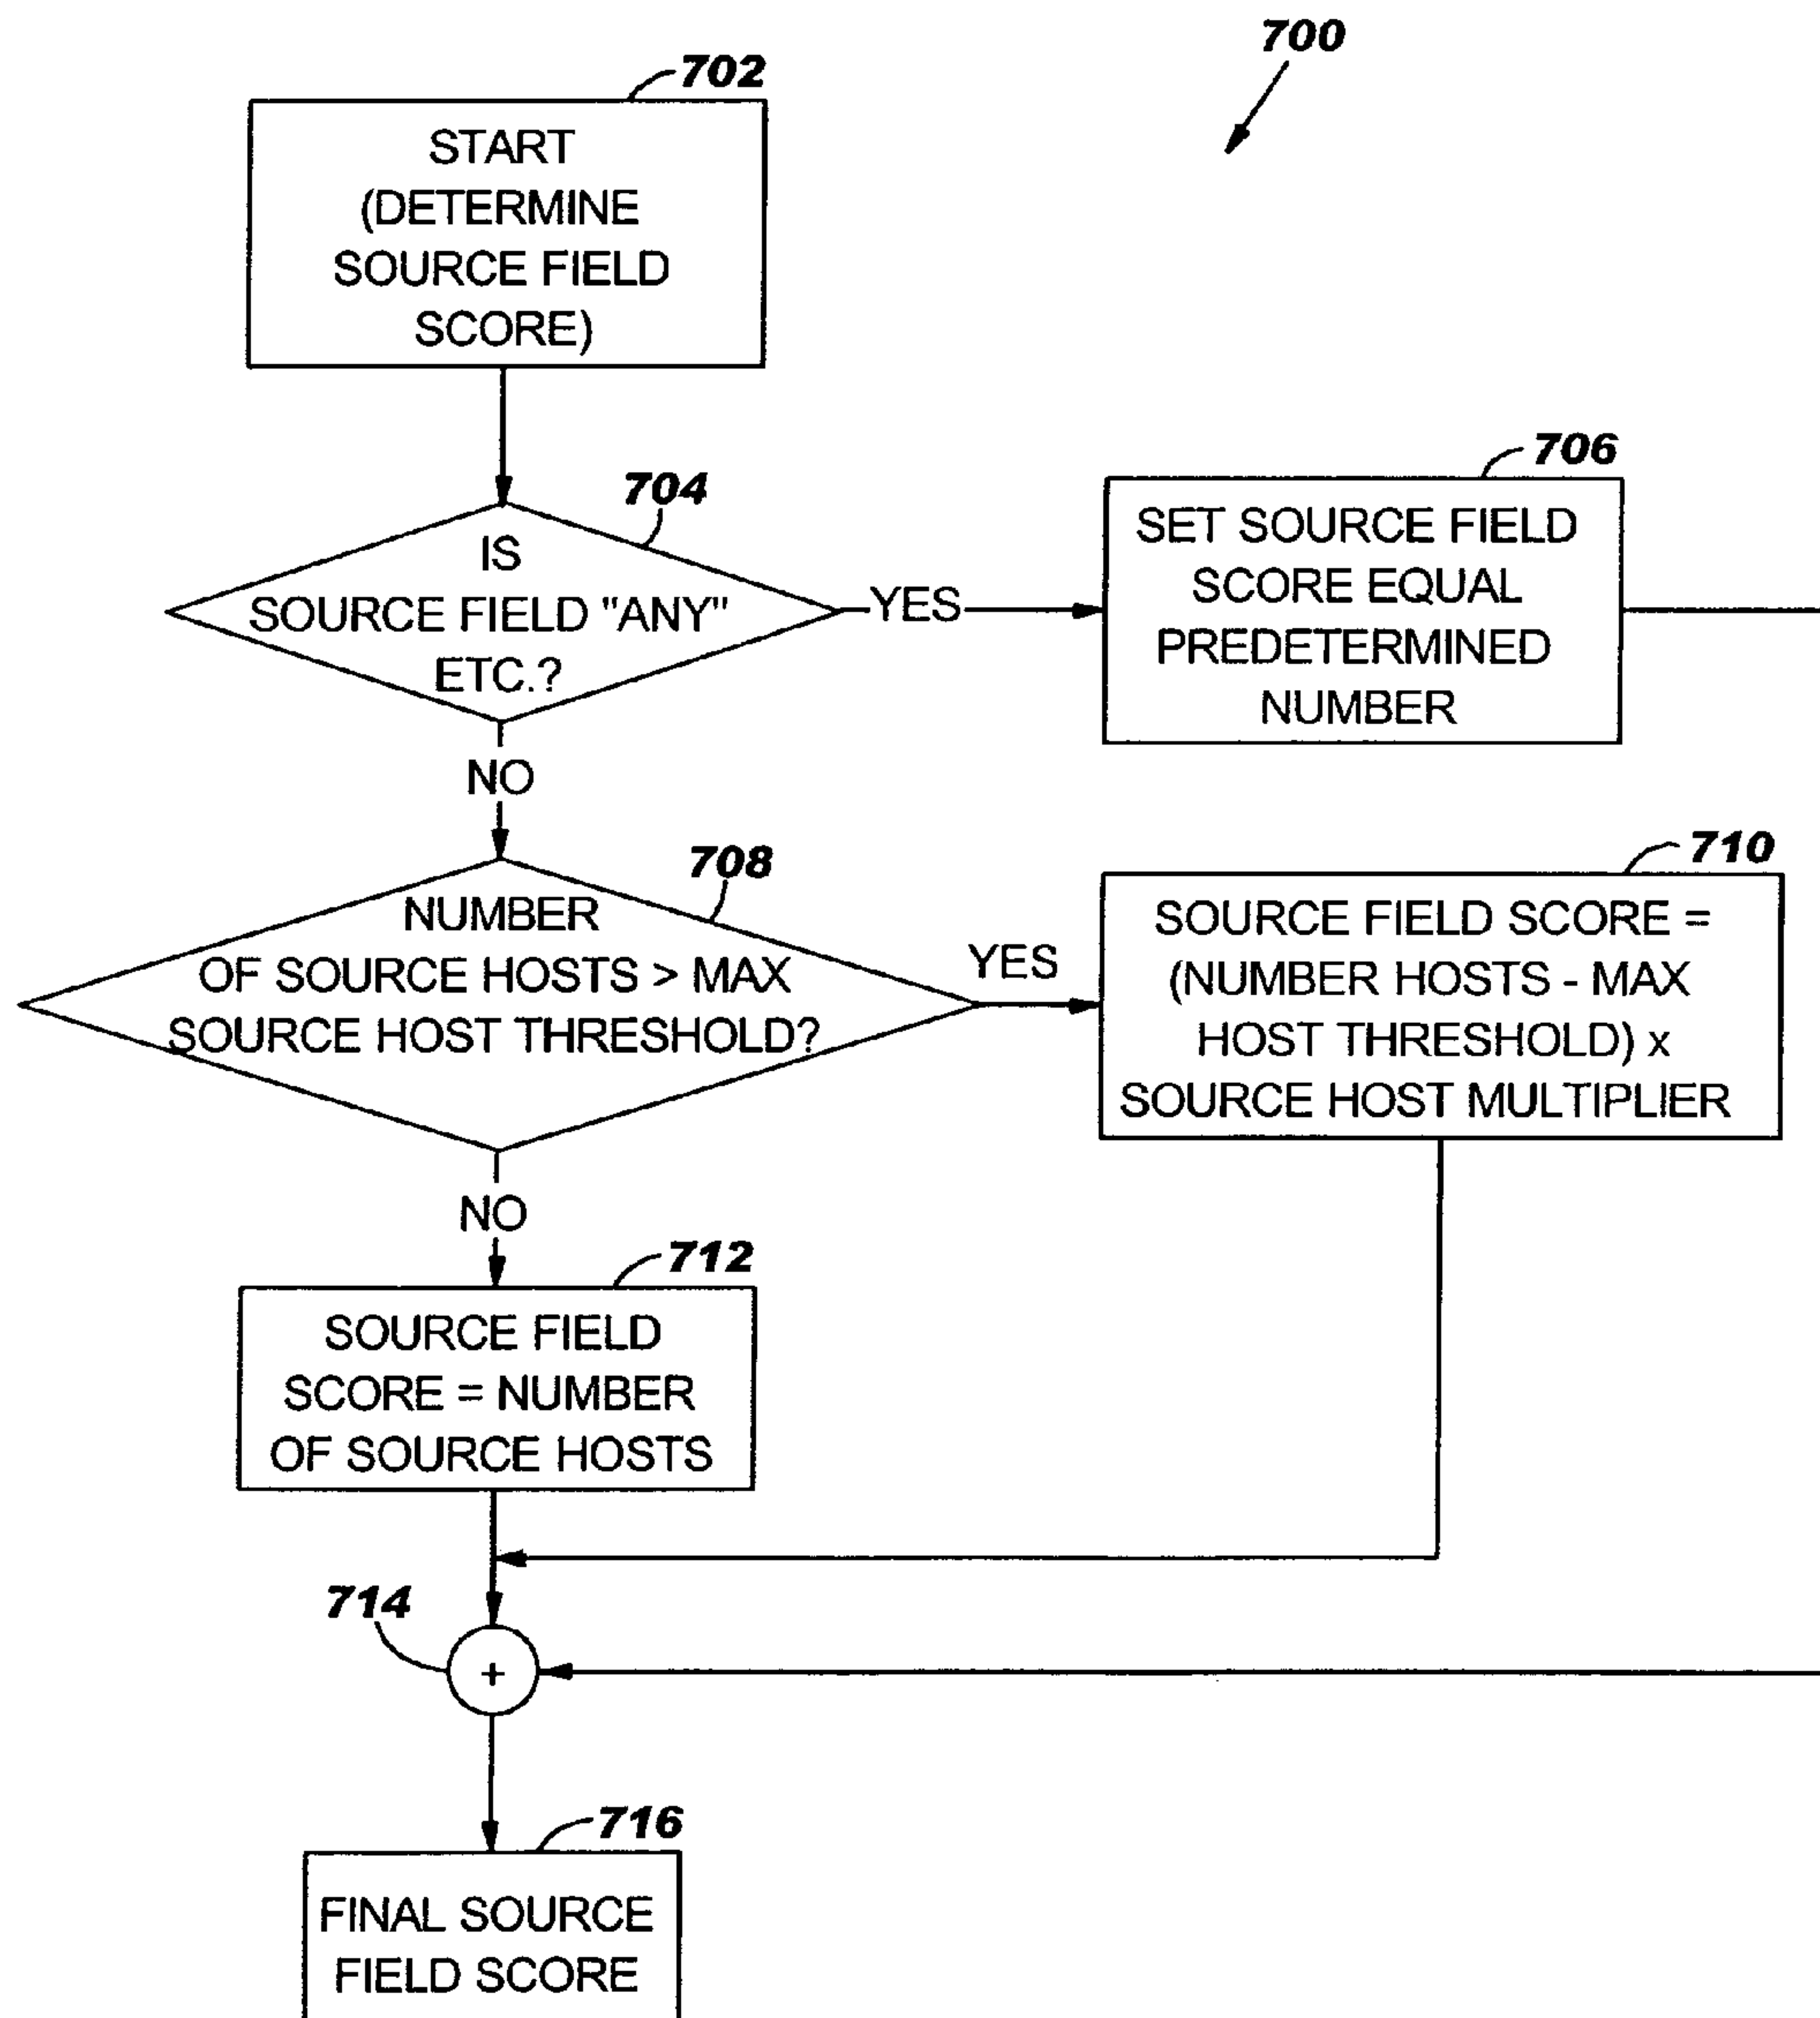 700
702
START
(DETERMINE
SOURCE FIELD
SCORE)
704
IS
SOURCE FIELD "ANY"
ETC.?
YES
706
SET SOURCE FIELD
SCORE EQUAL
PREDETERMINED
NUMBER
NO
708
NUMBER
OF SOURCE HOSTS > MAX
SOURCE HOST THRESHOLD?
YES
710
SOURCE FIELD SCORE =
(NUMBER HOSTS - MAX
HOST THRESHOLD) x
SOURCE HOST MULTIPLIER
NO
712
SOURCE FIELD
SCORE = NUMBER
OF SOURCE HOSTS
714
+
716
FINAL SOURCE
FIELD SCORE